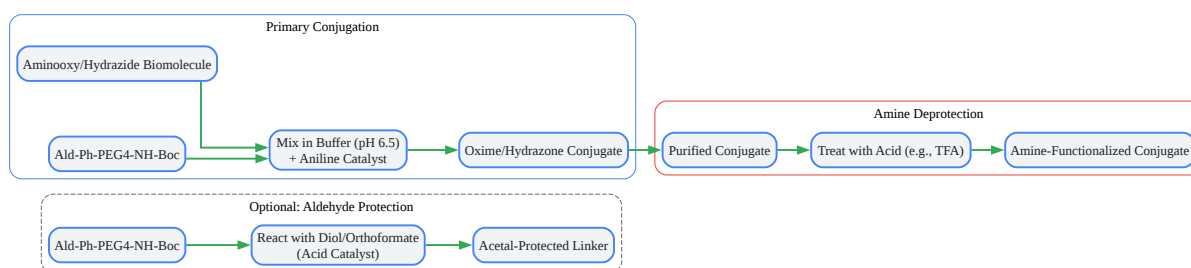 Primary Conjugation
Aminooxy/Hydrazide Biomolecule
Ald-Ph-PEG4-NH-Boc
Mix in Buffer (pH 6.5)
+ Aniline Catalyst
Oxime/Hydrazone Conjugate
Amine Deprotection
Purified Conjugate
Treat with Acid (e.g., TFA)
Amine-Functionalized Conjugate
Optional: Aldehyde Protection
Ald-Ph-PEG4-NH-Boc
React with Diol/Orthoformate
(Acid Catalyst)
Acetal-Protected Linker